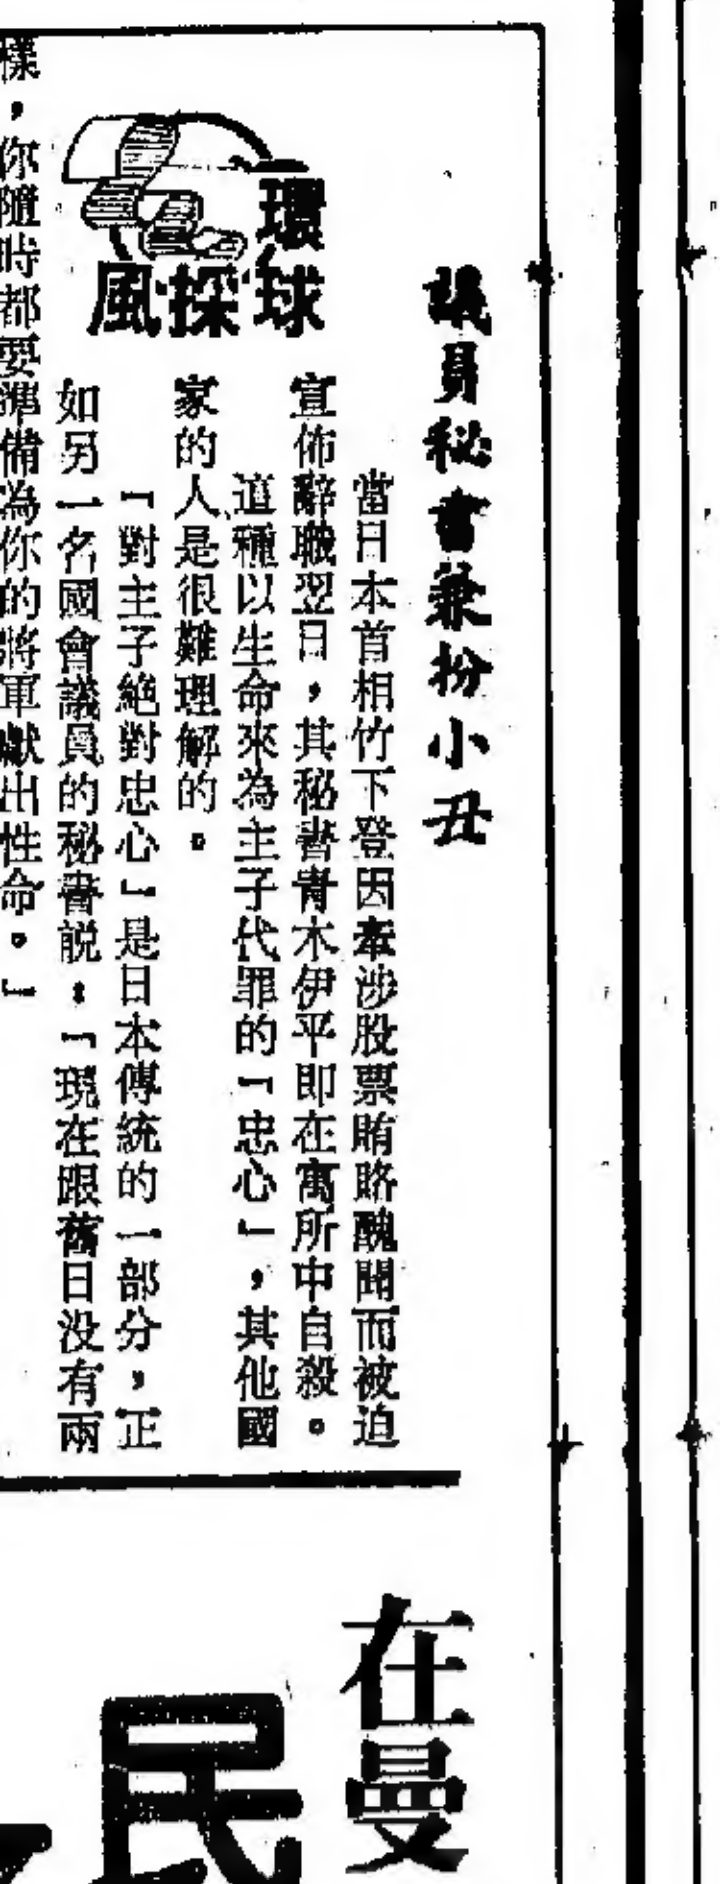 議員秘書兼扮小丑
環球
風採
當日本首相竹下登因牽涉股票賄賂醜聞而被迫
宣佈辭職翌日，其秘書青木伊平即在寓所中自殺。
這種以生命來為主子代罪的「忠心」，其他國
家的人是很難理解的。
「對主子絕對忠心」是日本傳統的一部分，正
如另一名國會議員的秘書說：「現在跟舊日没有兩
樣，你隨時都要準備為你的將軍獻出性命。」
在曼
民